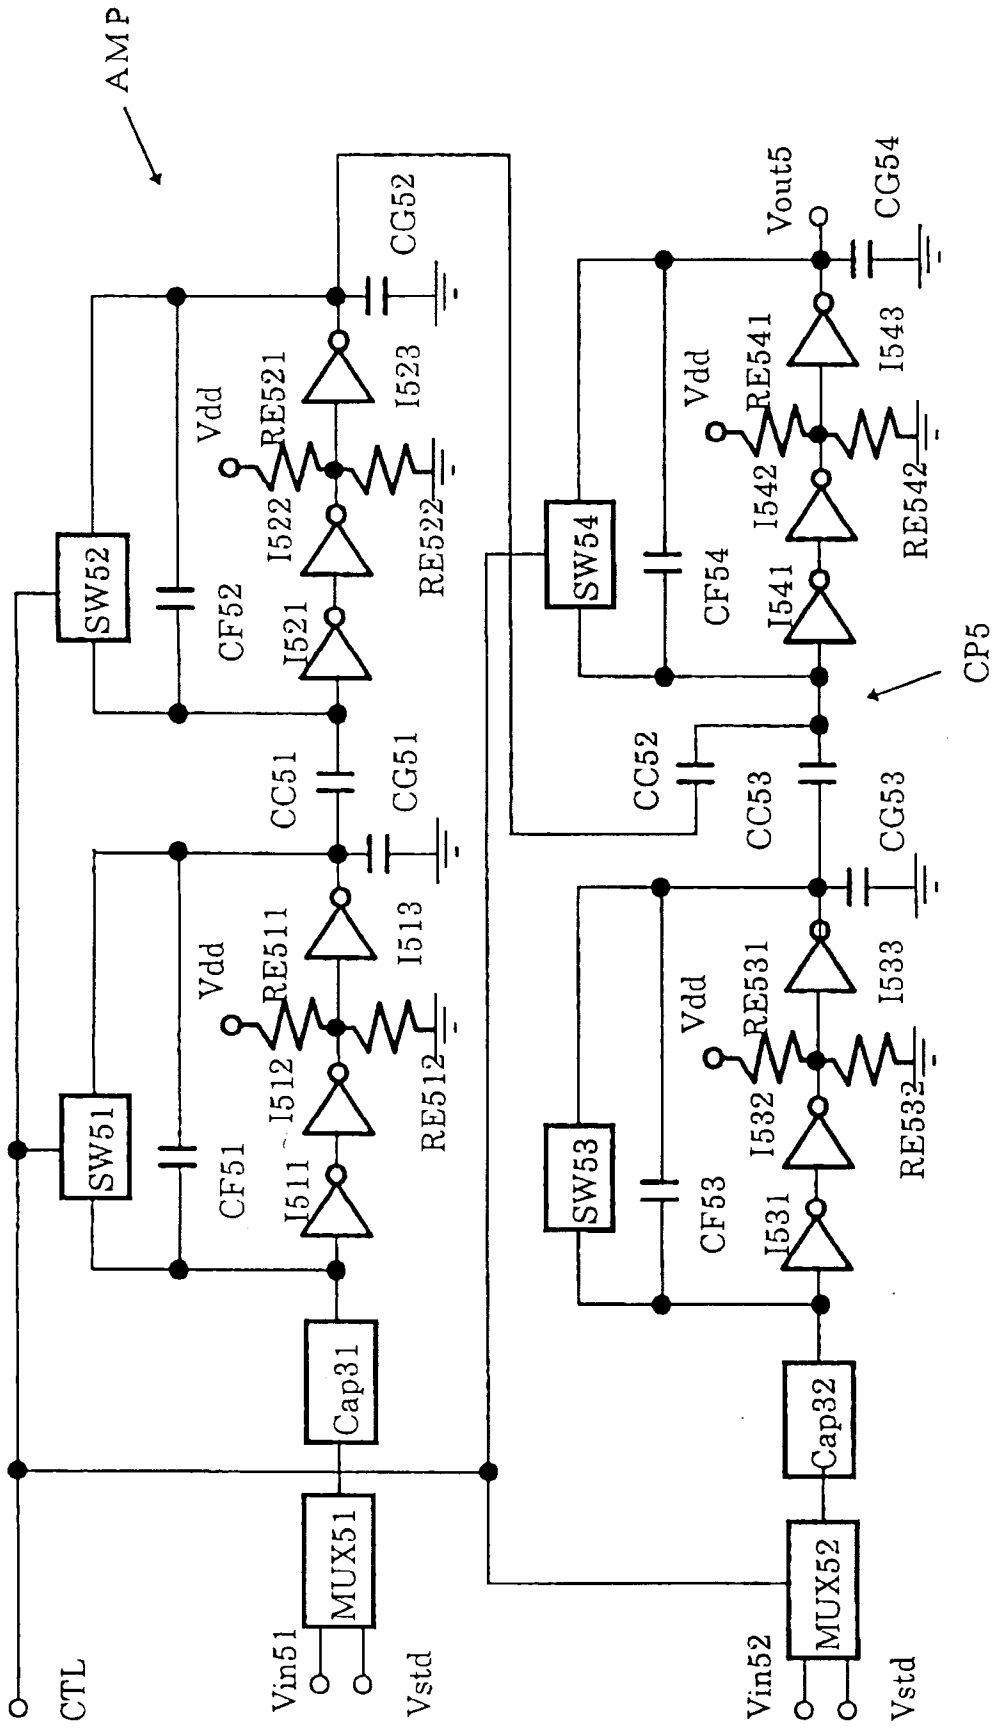 AMP
CTL
SW51
SW52
CF51
CF52
Vdd
Vdd
Vin51
Vstd
MUX51
Cap31
I511
I512
RE511
RE512
I513
CG51
CC51
I521
I522
RE521
RE522
I523
CG52
SW53
SW54
CF53
CF54
CC52
Vdd
Vdd
Vin52
Vstd
MUX52
Cap32
I531
I532
RE531
RE532
I533
CG53
CC53
I541
I542
RE541
RE542
I543
Vout5
CG54
CP5